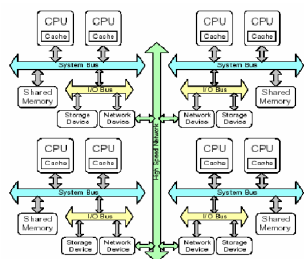 CPU CPU CPU CPU
Cache Cache Cache Cache
System Bus System Bus
Shared Memory I/O Bus I/O Bus Shared Memory
Storage Device Network Device Network Device Storage Device
High Speed Network
CPU CPU CPU CPU
Cache Cache Cache Cache
System Bus System Bus
Shared Memory I/O Bus I/O Bus Shared Memory
Storage Device Network Device Network Device Storage Device